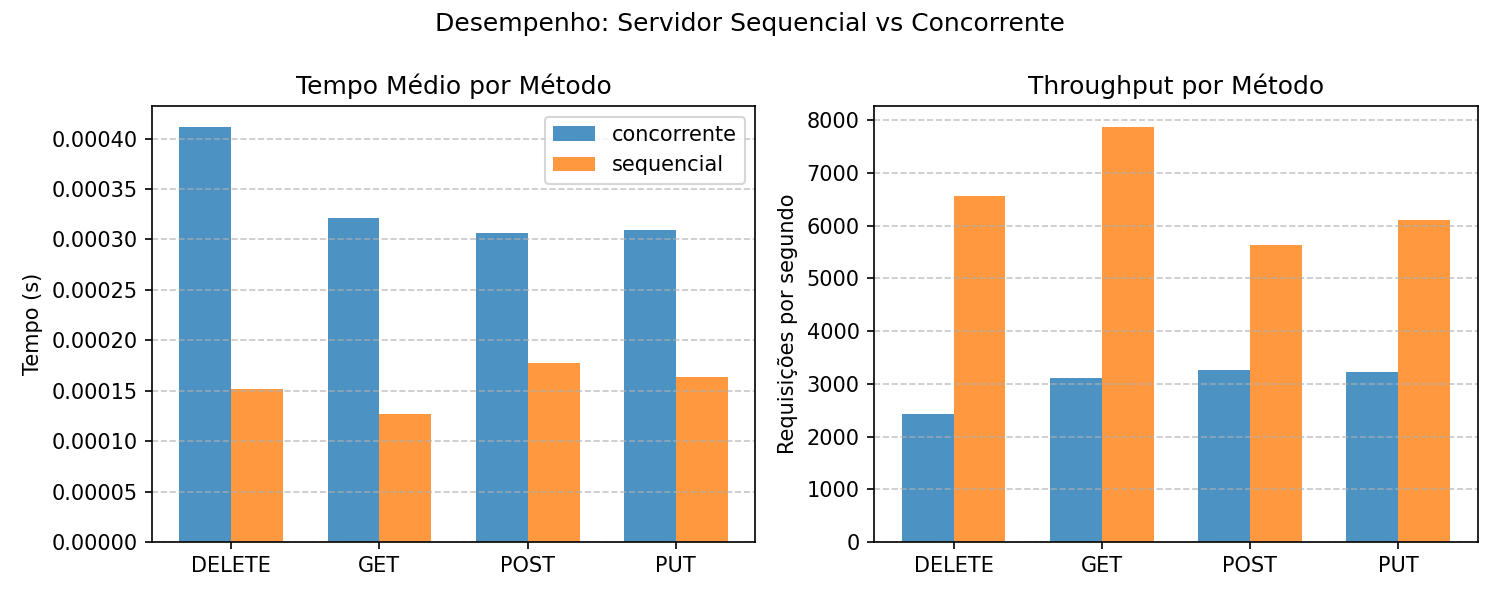 Desempenho: Servidor Sequencial vs Concorrente
Tempo Médio por Método
concorrente
sequencial
Tempo (s)
0.00040
0.00035
0.00030
0.00025
0.00020
0.00015
0.00010
0.00005
0.00000
DELETE
GET
POST
PUT
Throughput por Método
Requisições por segundo
8000
7000
6000
5000
4000
3000
2000
1000
0
DELETE
GET
POST
PUT